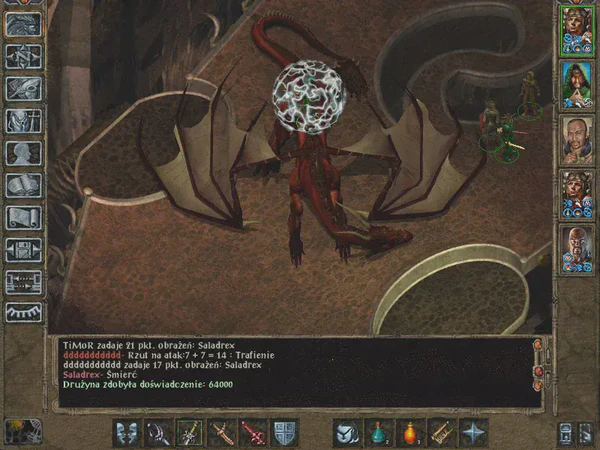 TiMoR zadaje 21 pkt. obrażeń: Saladrex
ddddddddddd- Rzut na atak:7 + 7 = 14 : Trafienie
ddddddddddd zadaje 17 pkt. obrażeń: Saladrex
Saladrex- Śmierć
Drużyna zdobyła doświadczenie: 64000